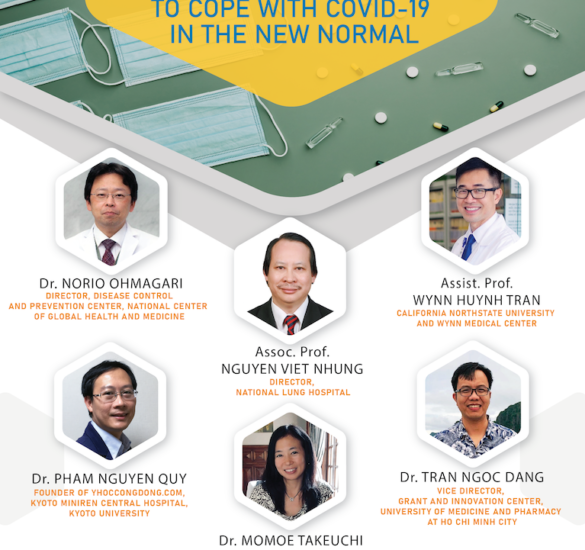 TO COPE WITH COVID-19
IN THE NEW NORMAL
Dr. NORIO OHMAGARI
DIRECTOR, DISEASE CONTROL
AND PREVENTION CENTER, NATIONAL CENTER
OF GLOBAL HEALTH AND MEDICINE
Assist. Prof.
WYNN HUYNH TRAN
CALIFORNIA NORTHSTATE UNIVERSITY
AND WYNN MEDICAL CENTER
Assoc. Prof.
NGUYEN VIET NHUNG
DIRECTOR,
NATIONAL LUNG HOSPITAL
Dr. PHAM NGUYEN QUY
FOUNDER OF YHOCCONGDONG.COM,
KYOTO MINIREN CENTRAL HOSPITAL,
KYOTO UNIVERSITY
Dr. TRAN NGOC DANG
VICE DIRECTOR,
GRANT AND INNOVATION CENTER,
UNIVERSITY OF MEDICINE AND PHARMACY
AT HO CHI MINH CITY
Dr. MOMOE TAKEUCHI